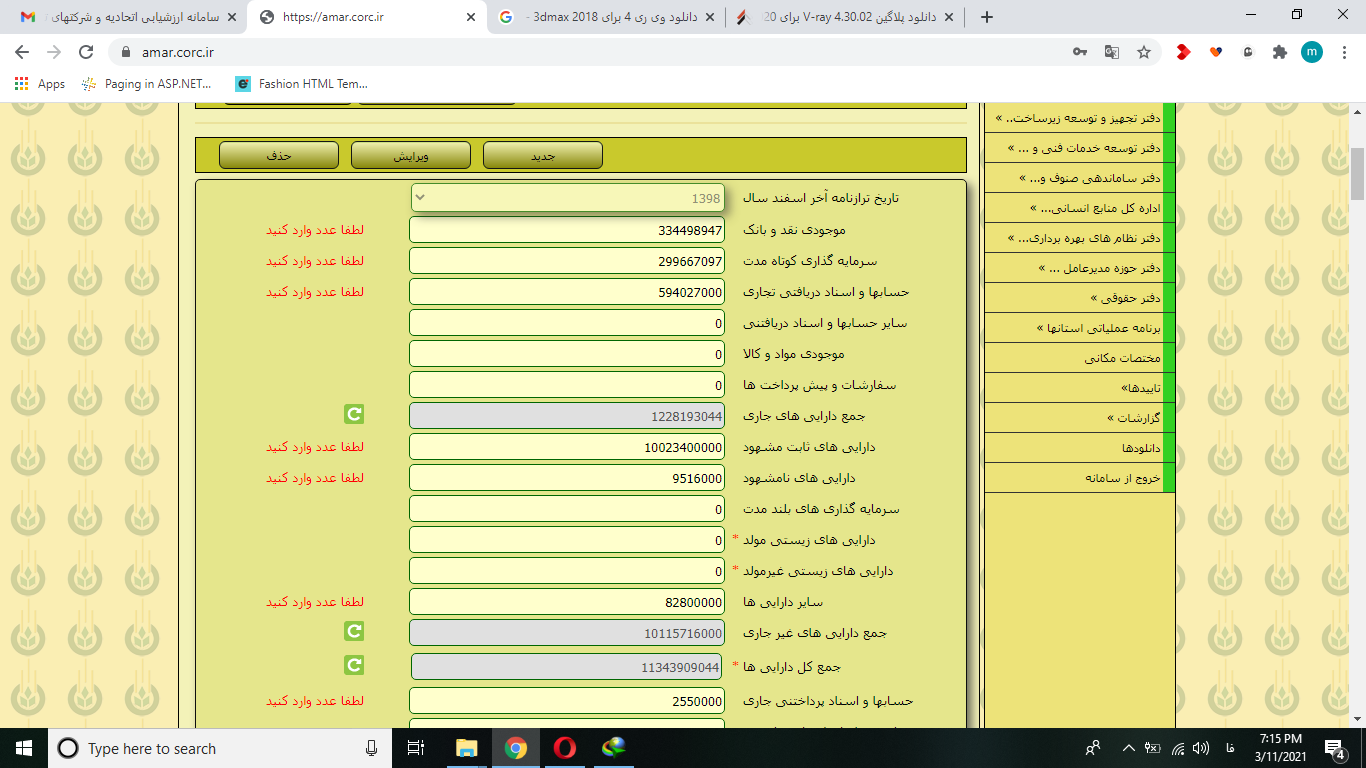 سامانه ارزشیابی اتحادیه و شرکتهای
https://amar.corc.ir
دانلود وی ری 4 برای 3dmax 2018 -
دانلود پلاگین V-ray 4.30.02 برای 20
amar.corc.ir
m
Apps
Paging in ASP.NET...
Fashion HTML Tem...
جدید
ویرایش
حذف
تاریخ ترازنامه آخر اسفند سال 1398
موجودی نقد و بانک 334498947 لطفا عدد وارد کنید
سرمایه گذاری کوتاه مدت 299667097 لطفا عدد وارد کنید
حسابها و اسناد دریافتی تجاری 594027000 لطفا عدد وارد کنید
سایر حسابها و اسناد دریافتنی 0
موجودی مواد و کالا 0
سفارشات و پیش پرداخت ها 0
جمع دارایی های جاری 1228193044
دارایی های ثابت مشهود 10023400000 لطفا عدد وارد کنید
دارایی های نامشهود 9516000 لطفا عدد وارد کنید
سرمایه گذاری های بلند مدت 0
دارایی های زیستی مولد * 0
دارایی های زیستی غیرمولد * 0
سایر دارایی ها 82800000 لطفا عدد وارد کنید
جمع دارایی های غیر جاری 10115716000
جمع کل دارایی ها * 11343909044
حسابها و اسناد پرداختنی جاری 2550000 لطفا عدد وارد کنید
دفتر تجهیز و توسعه زیرساخت.. »
دفتر توسعه خدمات فنی و ... »
دفتر ساماندهی صنوف و... »
اداره کل منابع انسانی... »
دفتر نظام های بهره برداری... »
دفتر حوزه مدیرعامل ... »
دفتر حقوقی »
برنامه عملیاتی استانها »
مختصات مکانی
تاییدها»
گزارشات »
دانلودها
خروج از سامانه
Type here to search
فا
7:15 PM
3/11/2021
4